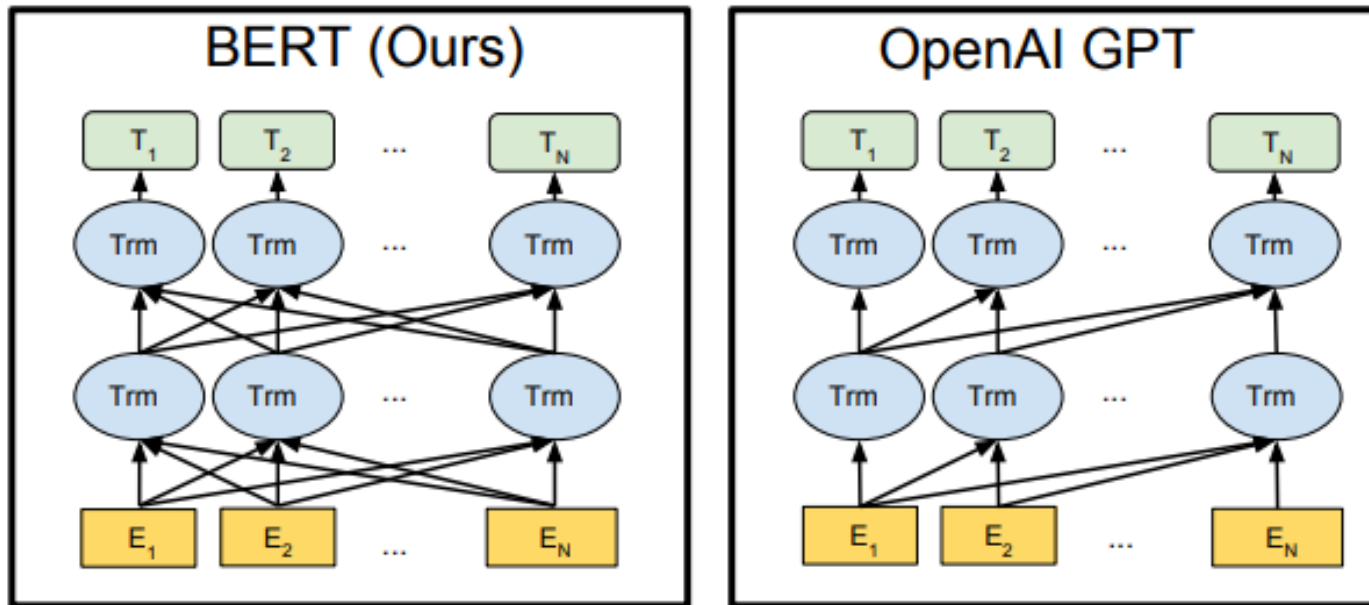 BERT (Ours)
T1 T2 ... TN
Trm Trm ... Trm
Trm Trm ... Trm
E1 E2 ... EN
OpenAI GPT
T1 T2 ... TN
Trm Trm ... Trm
Trm Trm ... Trm
E1 E2 ... EN